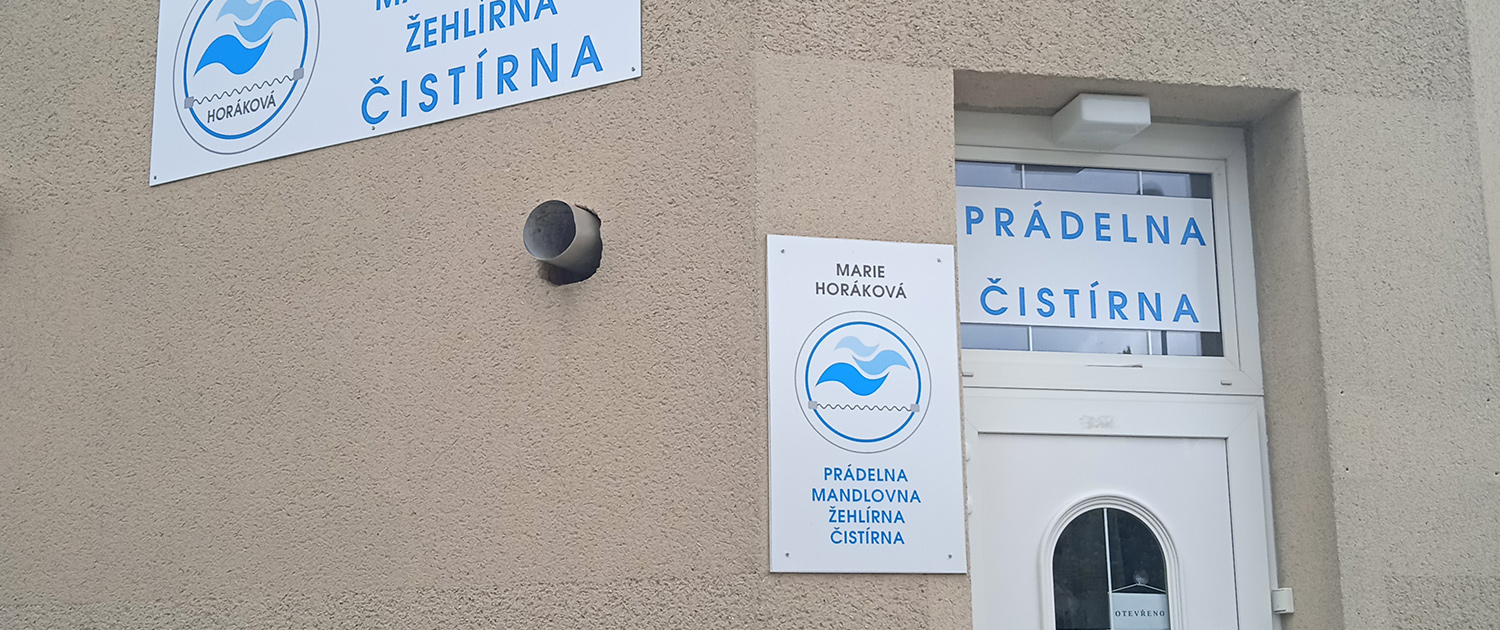 ŽEHLÍRNA
ČISTÍRNA
HORÁKOVÁ
MARIE
HORÁKOVÁ
PRÁDELNA
MANDLOVNA
ŽEHLÍRNA
ČISTÍRNA
PRÁDELNA
ČISTÍRNA
OTEVŘENO